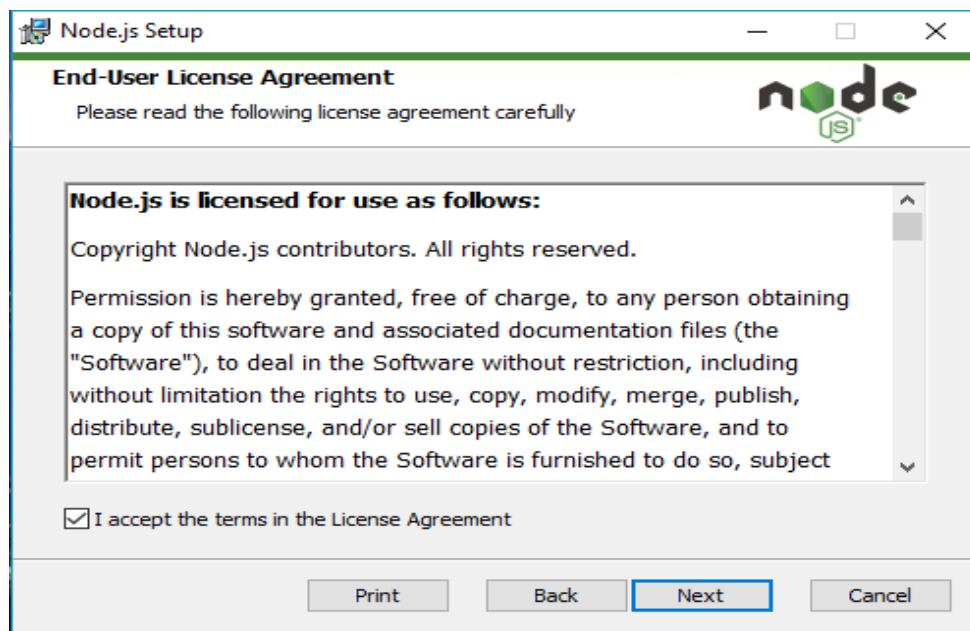 Node.js Setup
End-User License Agreement
Please read the following license agreement carefully
node
JS
Node.js is licensed for use as follows:
Copyright Node.js contributors. All rights reserved.
Permission is hereby granted, free of charge, to any person obtaining
a copy of this software and associated documentation files (the
"Software"), to deal in the Software without restriction, including
without limitation the rights to use, copy, modify, merge, publish,
distribute, sublicense, and/or sell copies of the Software, and to
permit persons to whom the Software is furnished to do so, subject
I accept the terms in the License Agreement
Print Back Next Cancel